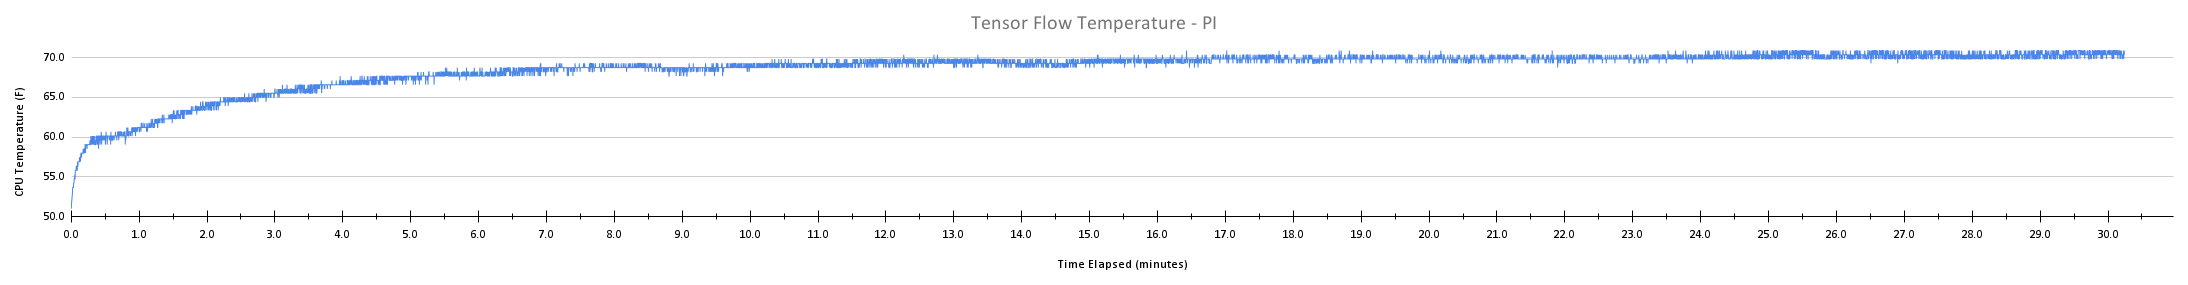 Tensor Flow Temperature - PI
CPU Temperature (F)
70.0
65.0
60.0
55.0
50.0
0.0 1.0 2.0 3.0 4.0 5.0 6.0 7.0 8.0 9.0 10.0 11.0 12.0 13.0 14.0 15.0 16.0 17.0 18.0 19.0 20.0 21.0 22.0 23.0 24.0 25.0 26.0 27.0 28.0 29.0 30.0
Time Elapsed (minutes)